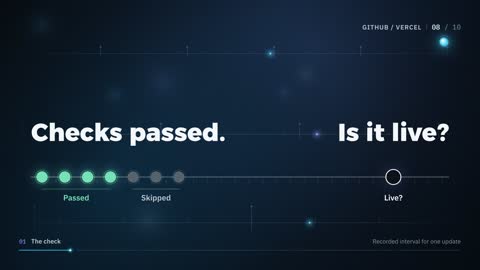 GITHUB / VERCEL 08 / 10
Checks passed. Is it live?
Passed Skipped Live?
01 The check Recorded interval for one update